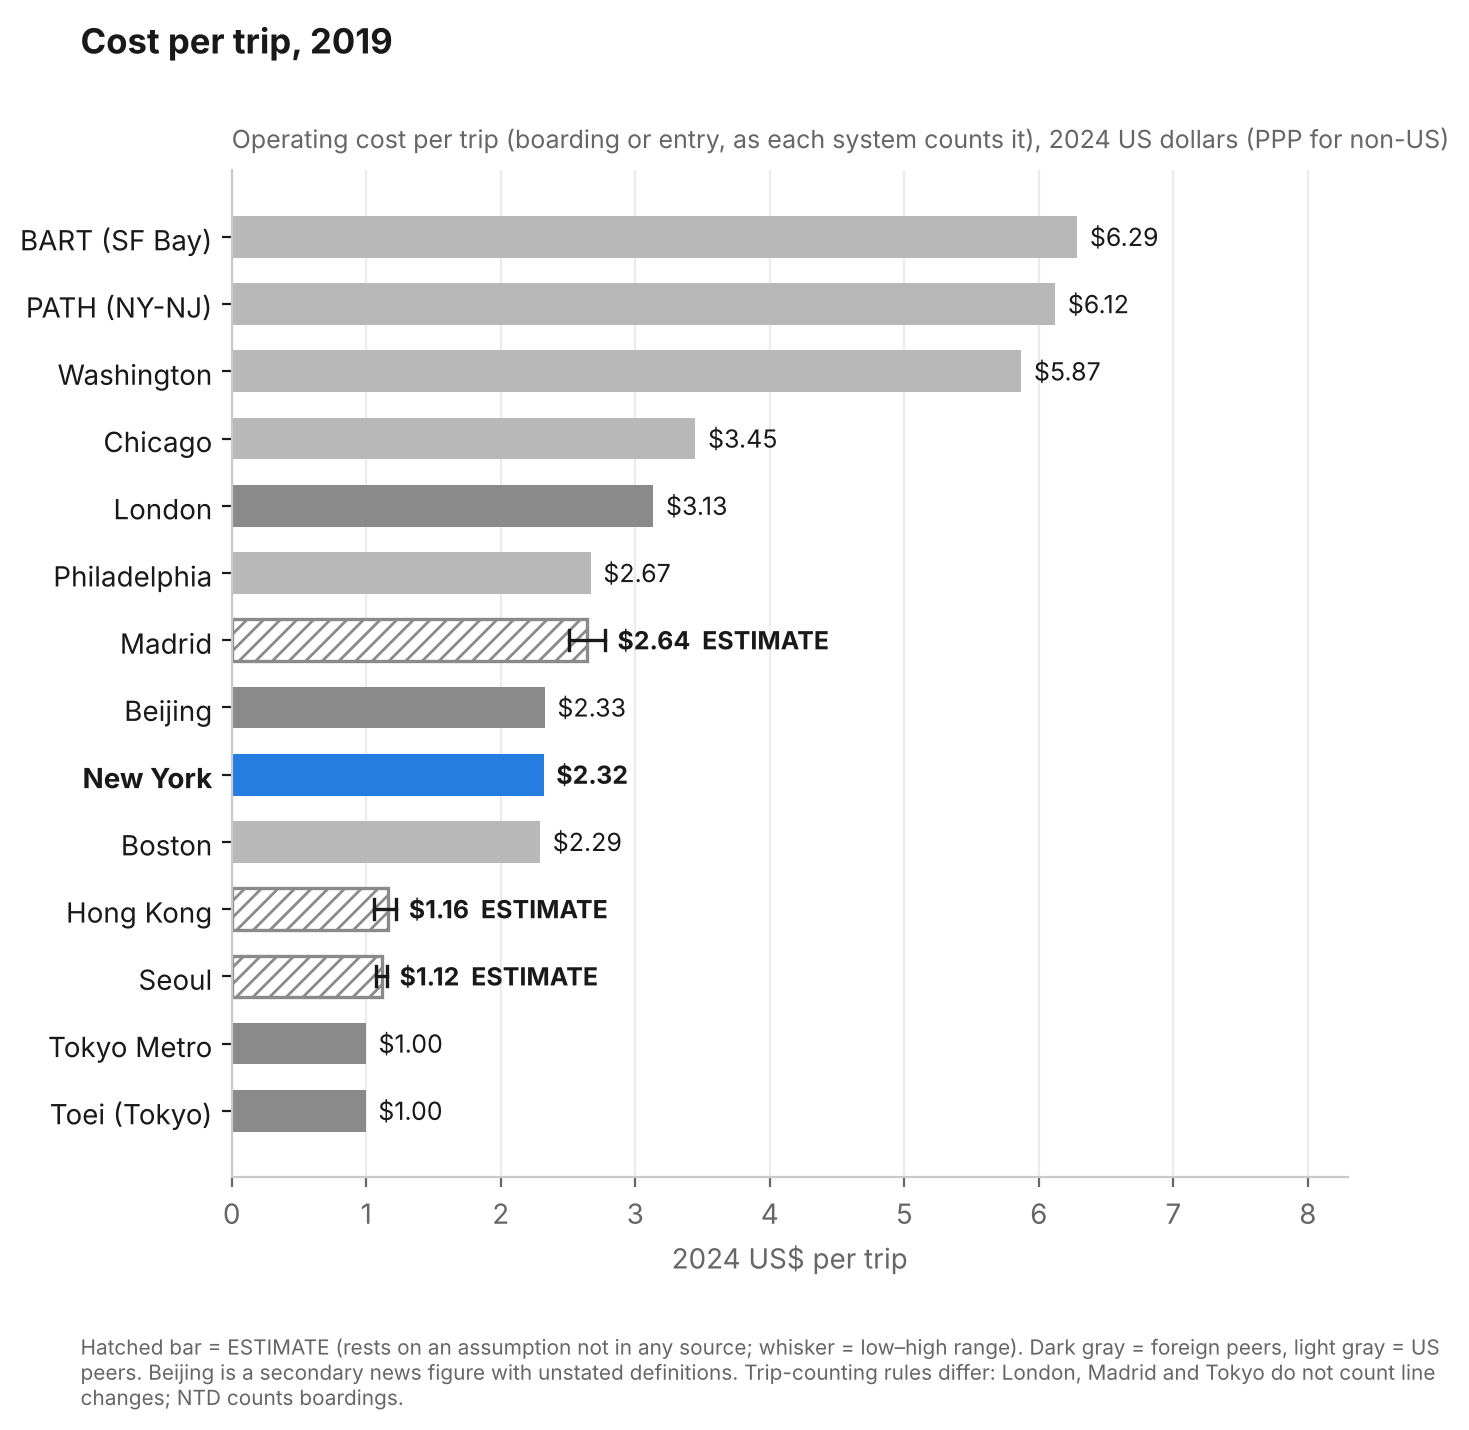 Cost per trip, 2019
Operating cost per trip (boarding or entry, as each system counts it), 2024 US dollars (PPP for non-US)
BART (SF Bay) $6.29
PATH (NY-NJ) $6.12
Washington $5.87
Chicago $3.45
London $3.13
Philadelphia $2.67
Madrid $2.64 ESTIMATE
Beijing $2.33
New York $2.32
Boston $2.29
Hong Kong $1.16 ESTIMATE
Seoul $1.12 ESTIMATE
Tokyo Metro $1.00
Toei (Tokyo) $1.00
0 1 2 3 4 5 6 7 8
2024 US$ per trip
Hatched bar = ESTIMATE (rests on an assumption not in any source; whisker = low–high range). Dark gray = foreign peers, light gray = US
peers. Beijing is a secondary news figure with unstated definitions. Trip-counting rules differ: London, Madrid and Tokyo do not count line
changes; NTD counts boardings.